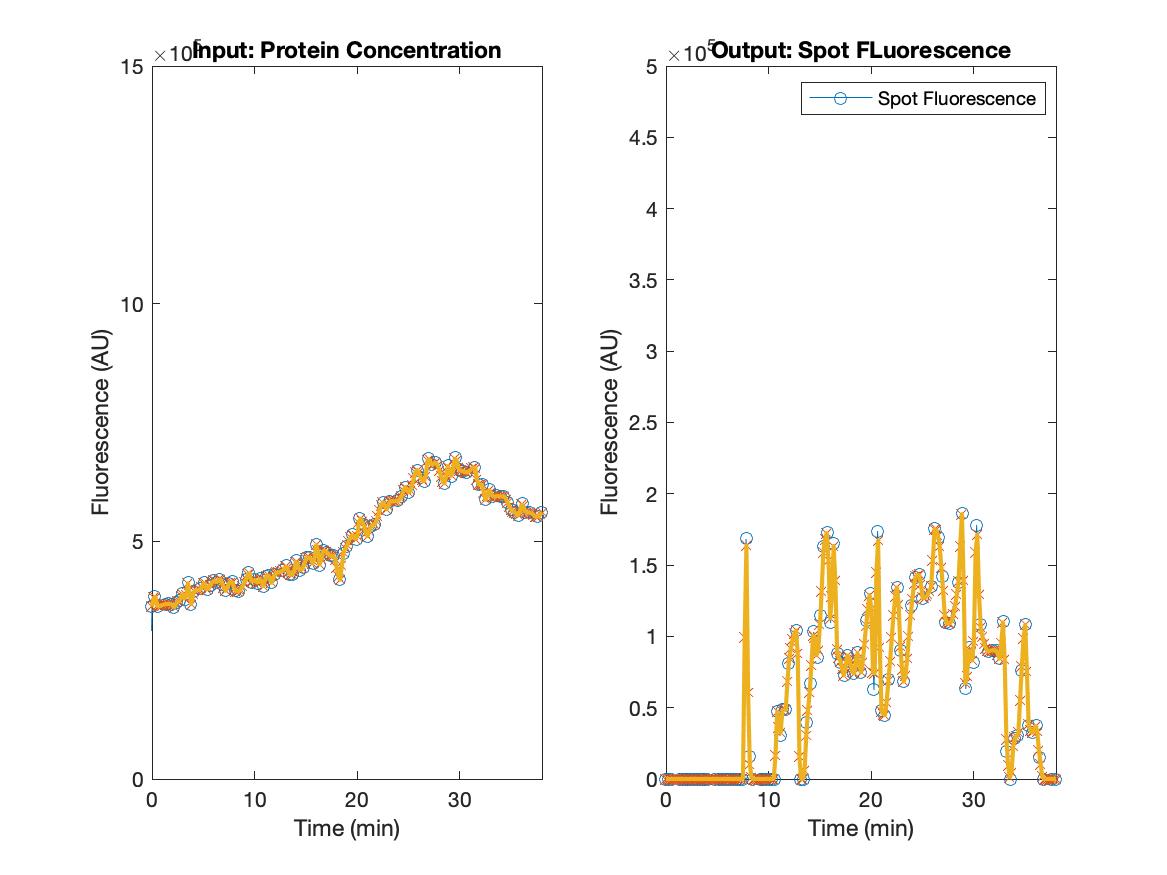 ×10⁵
Input: Protein Concentration
15
10
5
0
0 10 20 30
Time (min)
Fluorescence (AU)
×10⁵
Output: Spot FLuorescence
Spot Fluorescence
5
4.5
4
3.5
3
2.5
2
1.5
1
0.5
0
0 10 20 30
Time (min)
Fluorescence (AU)